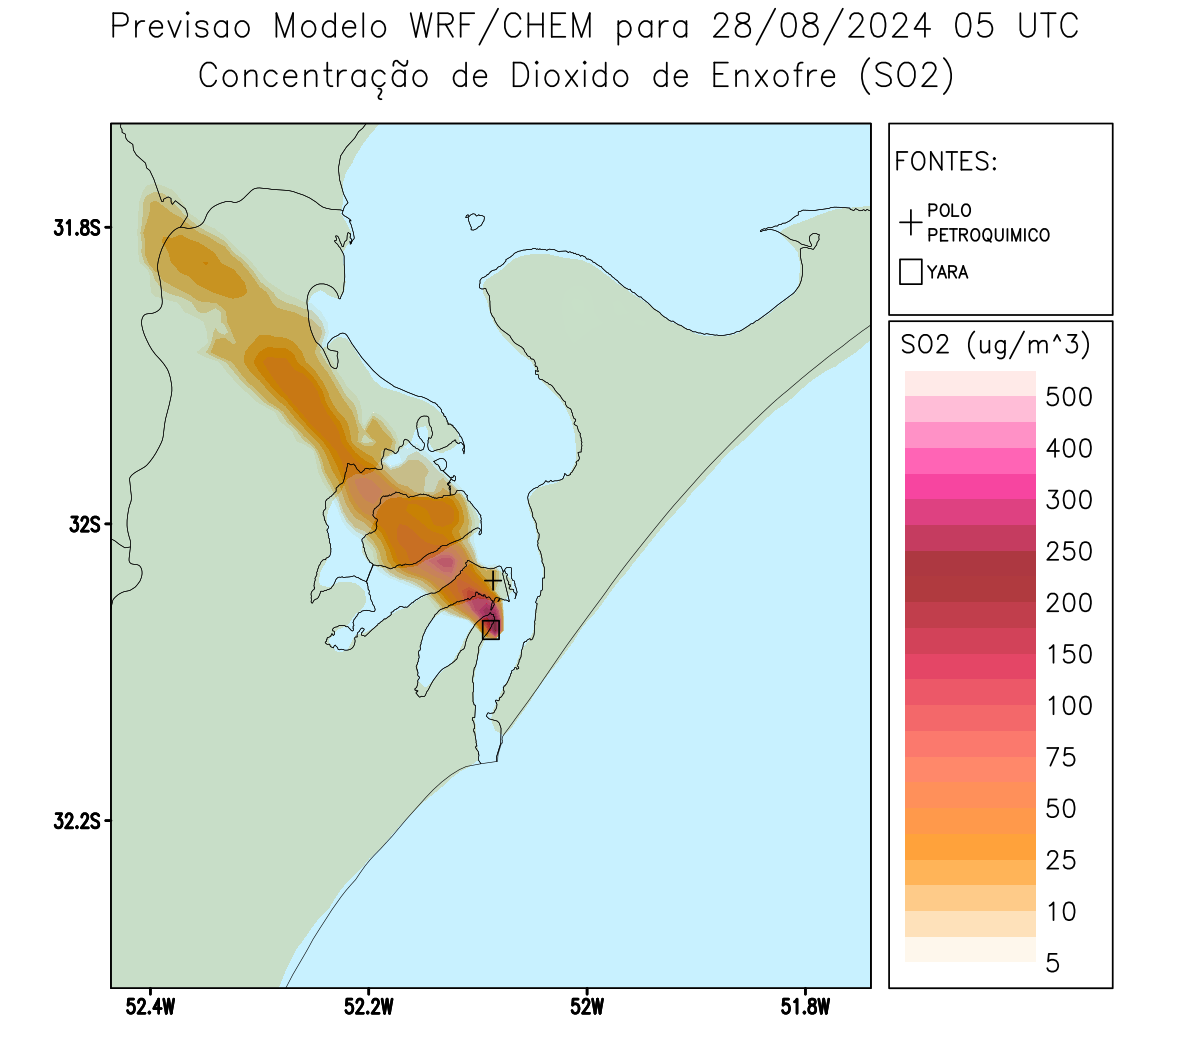 Previsao Modelo WRF/CHEM para 28/08/2024 05 UTC
Concentração de Dioxido de Enxofre (SO2)
FONTES:
POLO
PETROQUIMICO
YARA
SO2 (ug/m^3)
500
400
300
250
200
150
100
75
50
25
10
5
31.8S
32S
32.2S
52.4W
52.2W
52W
51.8W